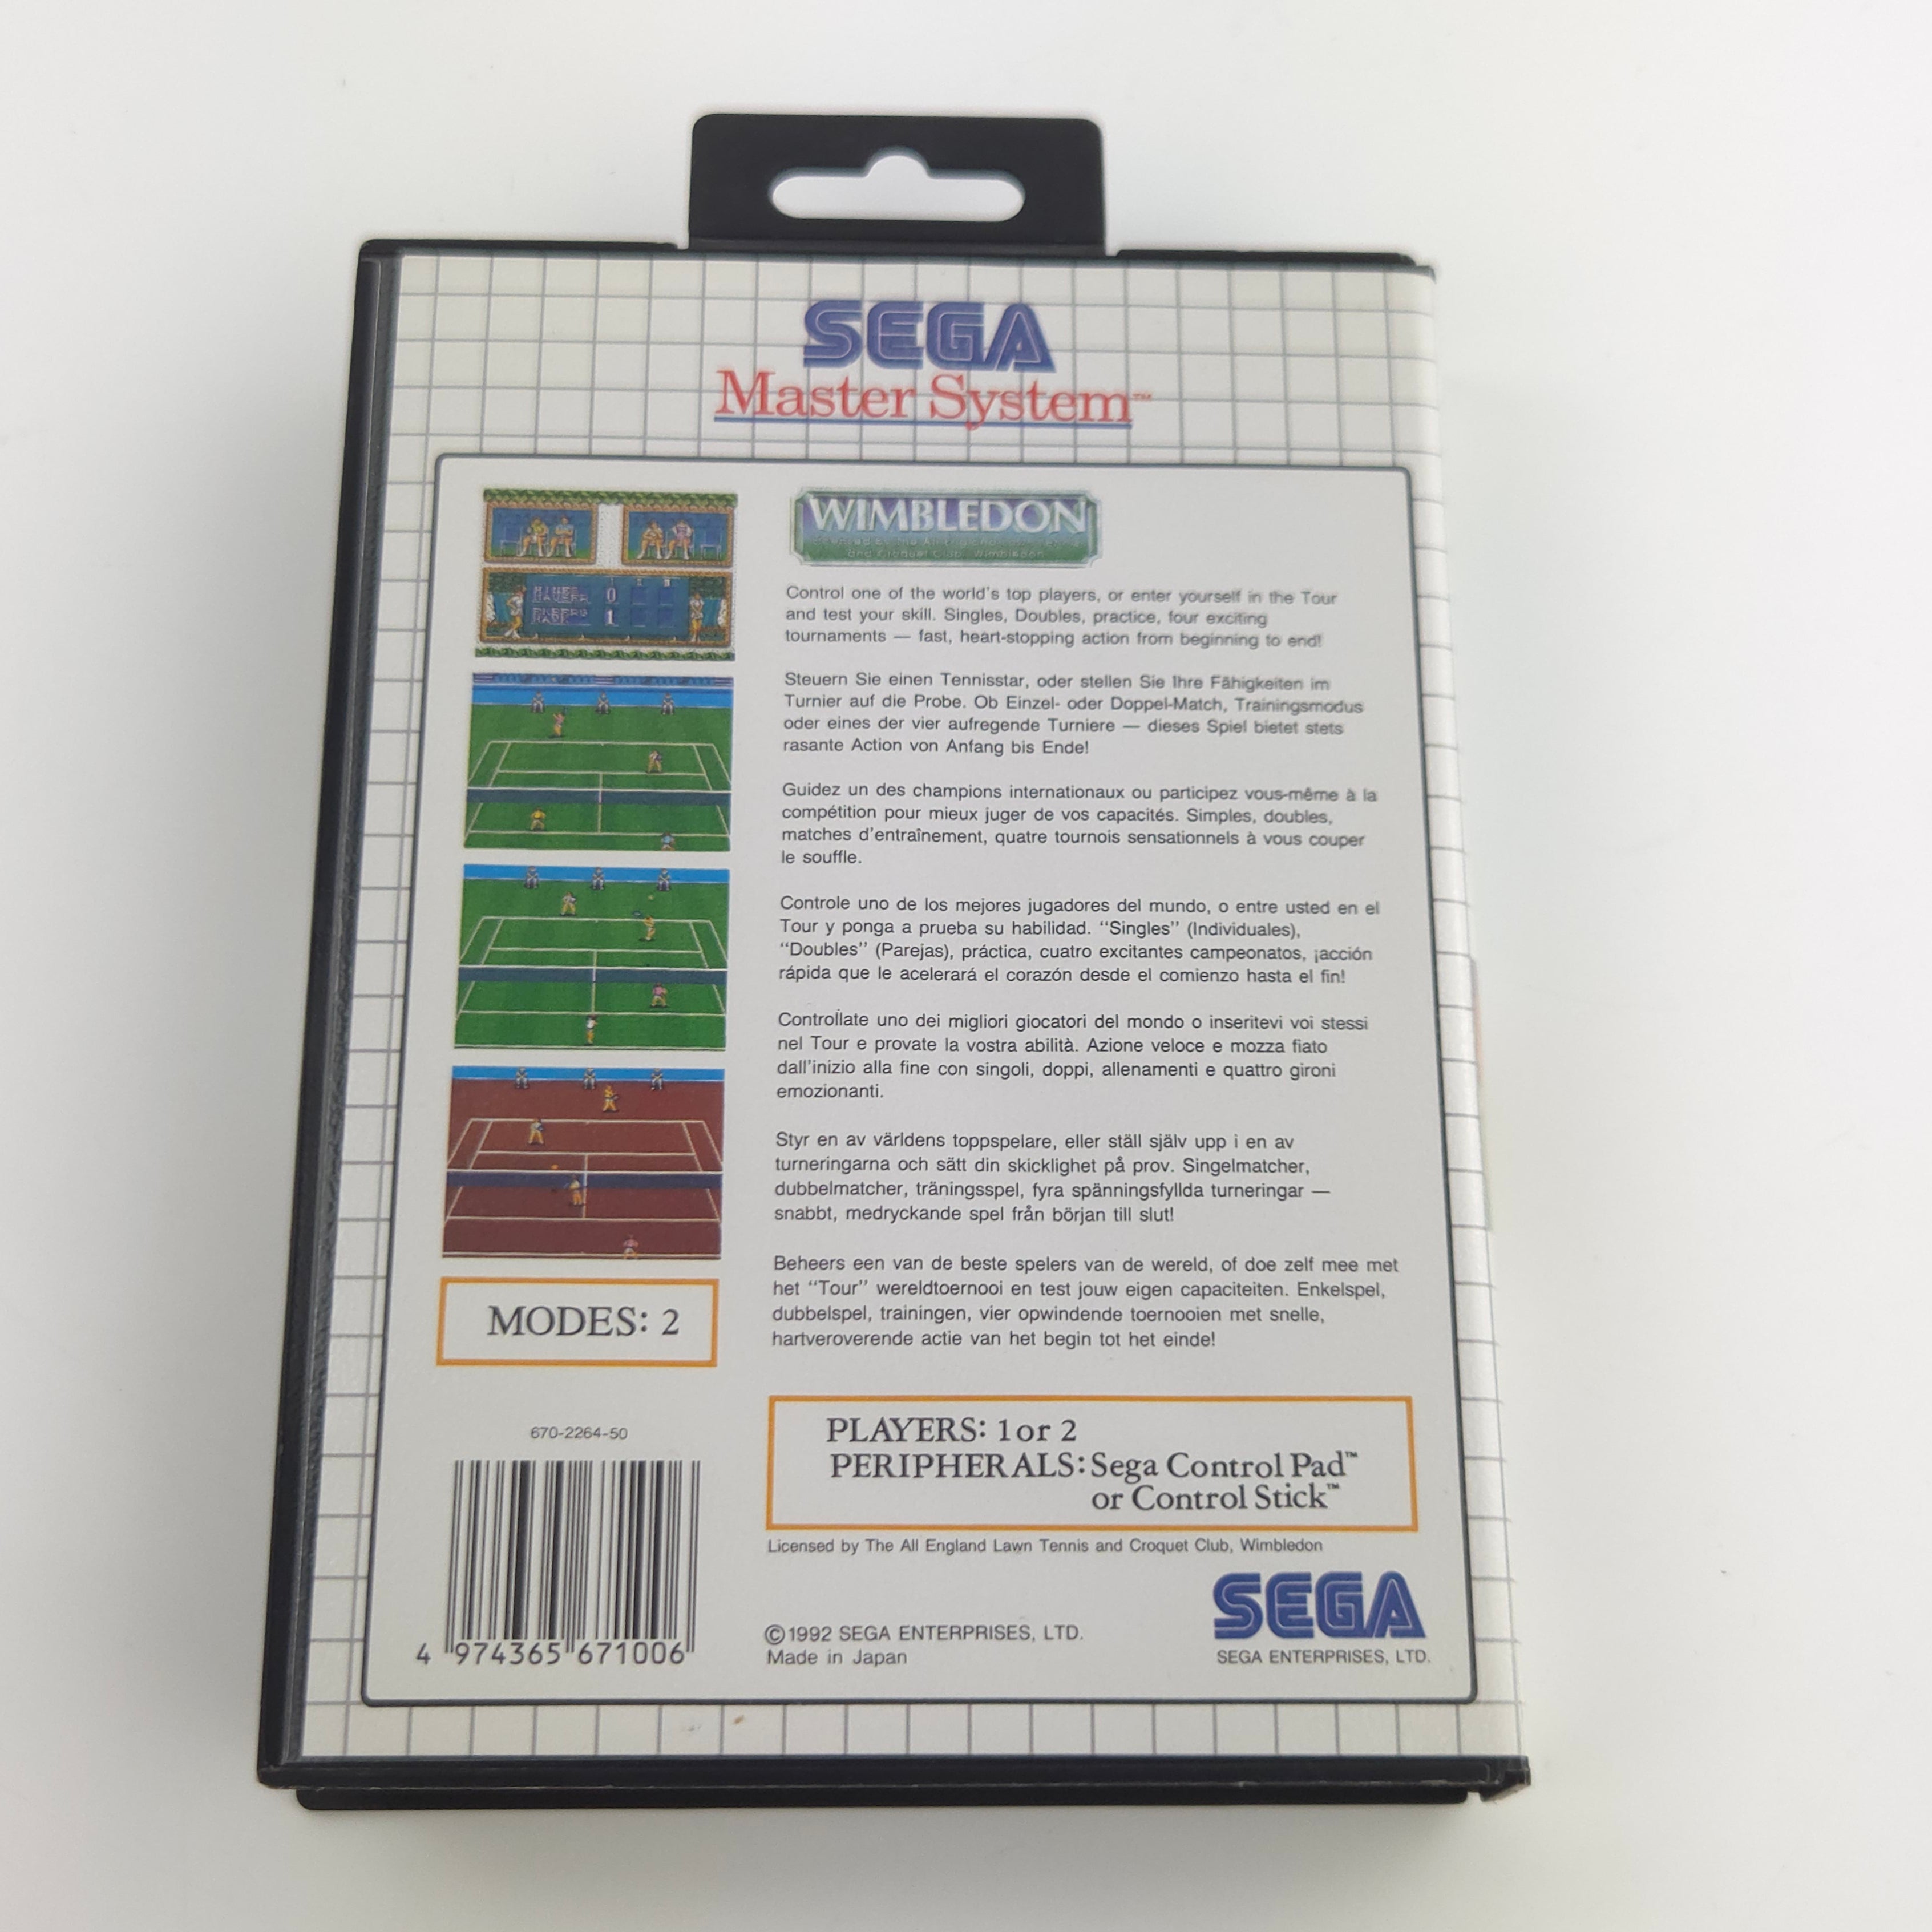 SEGA
Master System™
WIMBLEDON
and Croquet Club, Wimbledon
0
1
Control one of the world's top players, or enter yourself in the Tour
and test your skill. Singles, Doubles, practice, four exciting
tournaments — fast, heart-stopping action from beginning to end!
Steuern Sie einen Tennisstar, oder stellen Sie Ihre Fähigkeiten im
Turnier auf die Probe. Ob Einzel- oder Doppel-Match, Trainingsmodus
oder eines der vier aufregende Turniere — dieses Spiel bietet stets
rasante Action von Anfang bis Ende!
Guidez un des champions internationaux ou participez vous-même à la
compétition pour mieux juger de vos capacités. Simples, doubles,
matches d'entraînement, quatre tournois sensationnels à vous couper
le souffle.
Controle uno de los mejores jugadores del mundo, o entre usted en el
Tour y ponga a prueba su habilidad. "Singles" (Individuales),
"Doubles" (Parejas), práctica, cuatro excitantes campeonatos, ¡acción
rápida que le acelerará el corazón desde el comienzo hasta el fin!
Controllate uno dei migliori giocatori del mondo o inseritevi voi stessi
nel Tour e provate la vostra abilità. Azione veloce e mozza fiato
dall'inizio alla fine con singoli, doppi, allenamenti e quattro gironi
emozionanti.
Styr en av världens toppspelare, eller ställ själv upp i en av
turneringarna och sätt din skicklighet på prov. Singelmatcher,
dubbelmatcher, träningsspel, fyra spänningsfyllda turneringar —
snabbt, medryckande spel från början till slut!
Beheers een van de beste spelers van de wereld, of doe zelf mee met
het "Tour" wereldtoernooi en test jouw eigen capaciteiten. Enkelspel,
dubbelspel, trainingen, vier opwindende toernooien met snelle,
hartveroverende actie van het begin tot het einde!
MODES: 2
PLAYERS: 1 or 2
PERIPHERALS: Sega Control Pad™
or Control Stick™
Licensed by The All England Lawn Tennis and Croquet Club, Wimbledon
670-2264-50
4 974365 671006
©1992 SEGA ENTERPRISES, LTD.
Made in Japan
SEGA
SEGA ENTERPRISES, LTD.